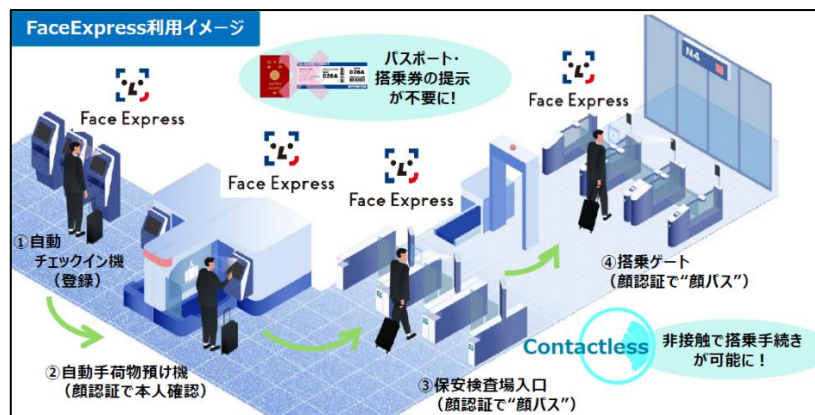 FaceExpress利用イメージ
パスポート・
搭乗券の提示
が不要に!
Face Express
Face Express
Face Express
Face Express
N4
①自動
チェックイン機
(登録)
②自動手荷物預け機
(顔認証で本人確認)
③保安検査場入口
(顔認証で“顔パス”)
④搭乗ゲート
(顔認証で“顔パス”)
Contactless
非接触で搭乗手続き
が可能に!